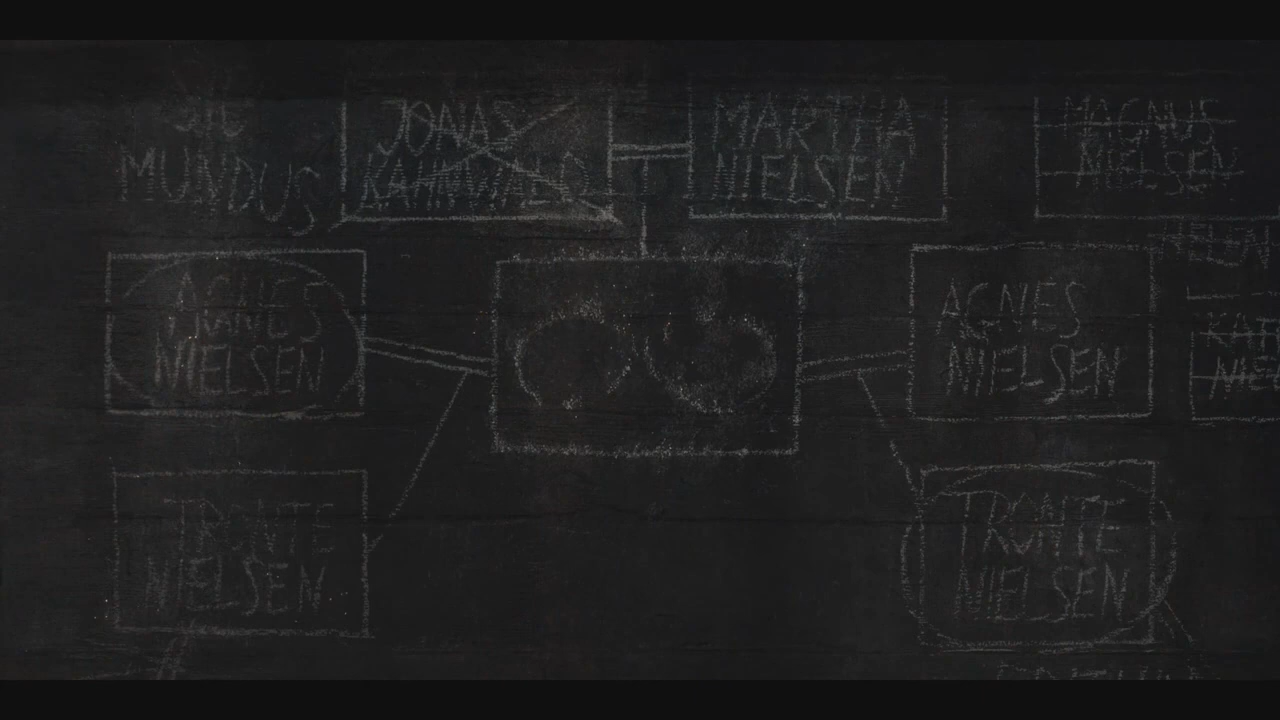 SIC
MUNDUS
JONAS
KAHNWALD
MARTHA
NIELSEN
MAGNUS
NIELSEN
AGNES
NIELSEN
AGNES
NIELSEN
TRONTE
NIELSEN
TRONTE
NIELSEN